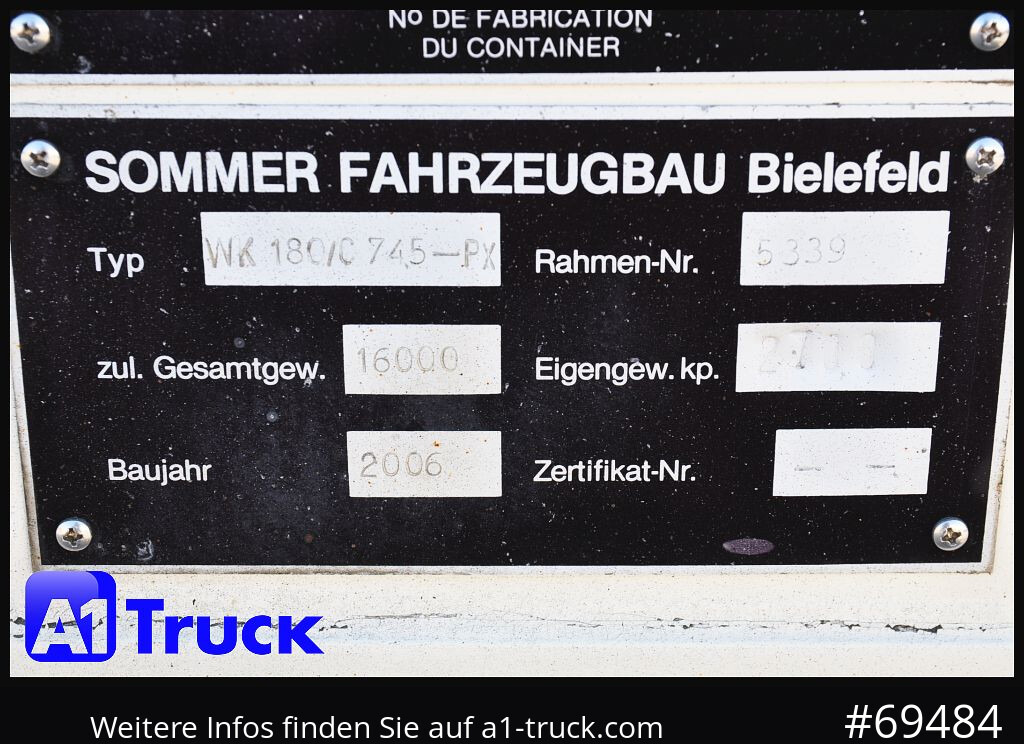 Nº DE FABRICATION
DU CONTAINER
SOMMER FAHRZEUGBAU Bielefeld
Typ WK 180/C 745-PX Rahmen-Nr. 5339
zul. Gesamtgew. 16000 Eigengew. kp.
Baujahr 2006 Zertifikat-Nr. — —
A1 Truck
Weitere Infos finden Sie auf a1-truck.com #69484